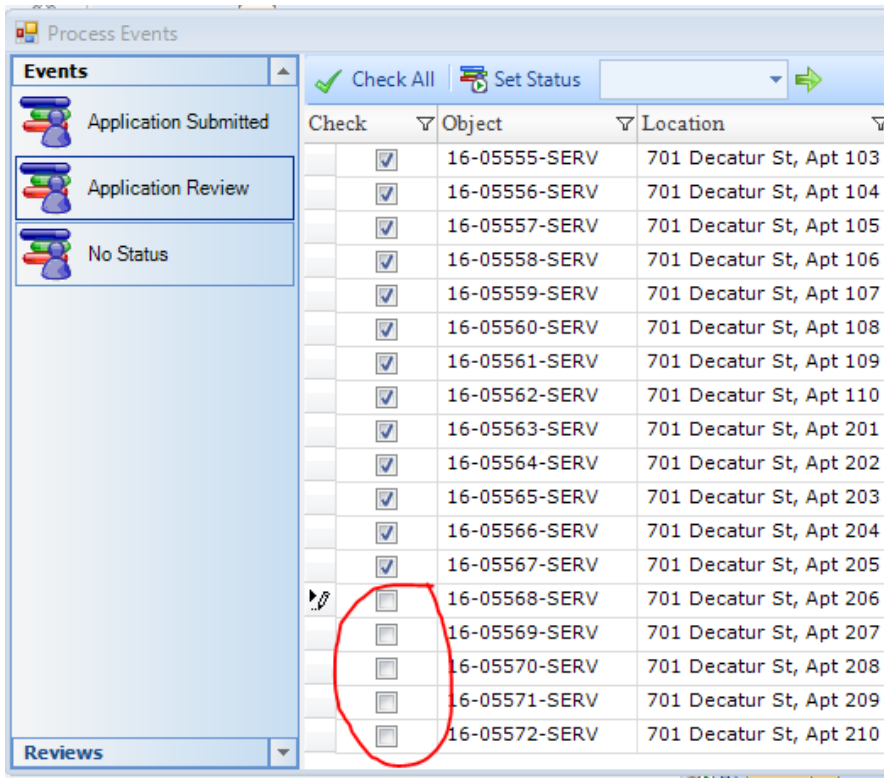 Process Events
Events
Application Submitted
Application Review
No Status
Reviews
Check All Set Status
Check Object Location
16-05555-SERV 701 Decatur St, Apt 103
16-05556-SERV 701 Decatur St, Apt 104
16-05557-SERV 701 Decatur St, Apt 105
16-05558-SERV 701 Decatur St, Apt 106
16-05559-SERV 701 Decatur St, Apt 107
16-05560-SERV 701 Decatur St, Apt 108
16-05561-SERV 701 Decatur St, Apt 109
16-05562-SERV 701 Decatur St, Apt 110
16-05563-SERV 701 Decatur St, Apt 201
16-05564-SERV 701 Decatur St, Apt 202
16-05565-SERV 701 Decatur St, Apt 203
16-05566-SERV 701 Decatur St, Apt 204
16-05567-SERV 701 Decatur St, Apt 205
16-05568-SERV 701 Decatur St, Apt 206
16-05569-SERV 701 Decatur St, Apt 207
16-05570-SERV 701 Decatur St, Apt 208
16-05571-SERV 701 Decatur St, Apt 209
16-05572-SERV 701 Decatur St, Apt 210